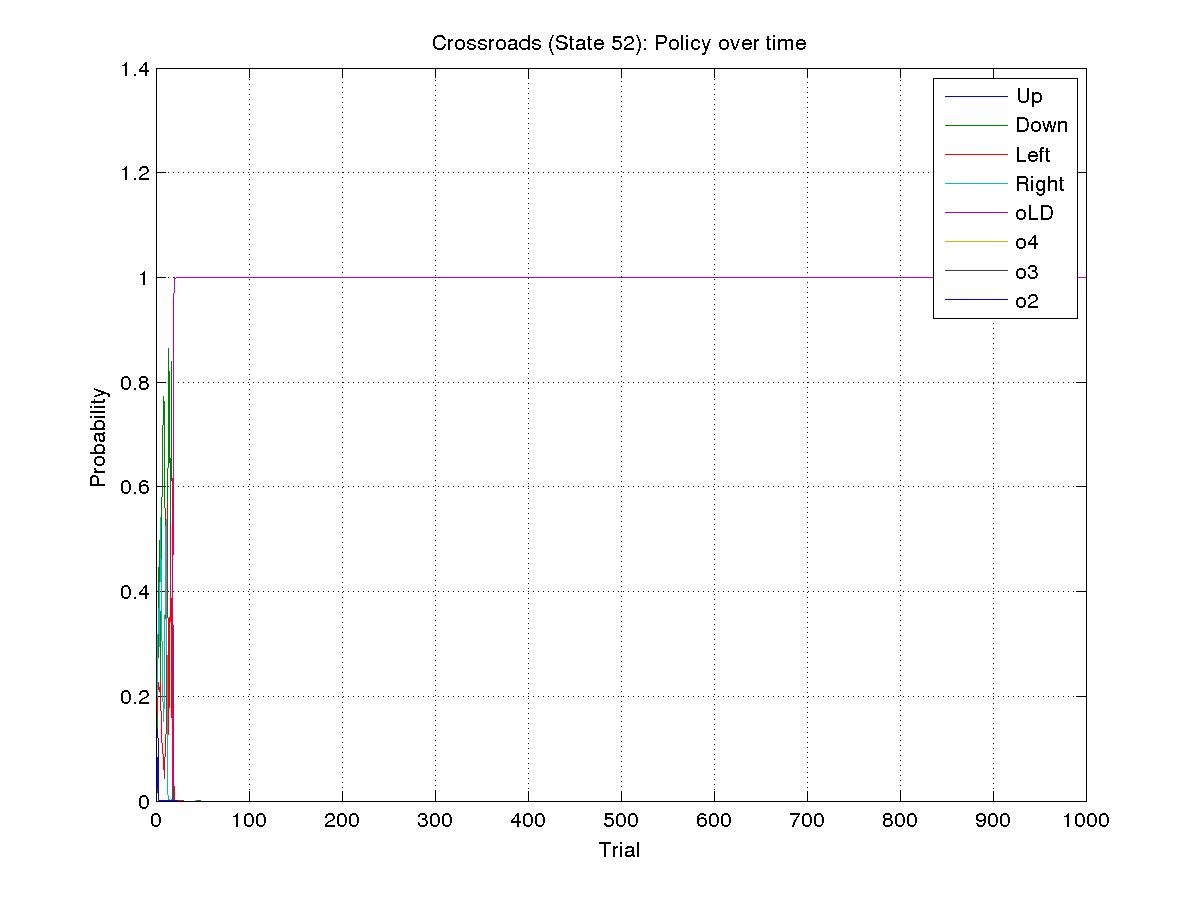 Crossroads (State 52): Policy over time
1.4
1.2
1
0.8
0.6
0.4
0.2
0
Probability
Up
Down
Left
Right
oLD
o4
o3
o2
0 100 200 300 400 500 600 700 800 900 1000
Trial